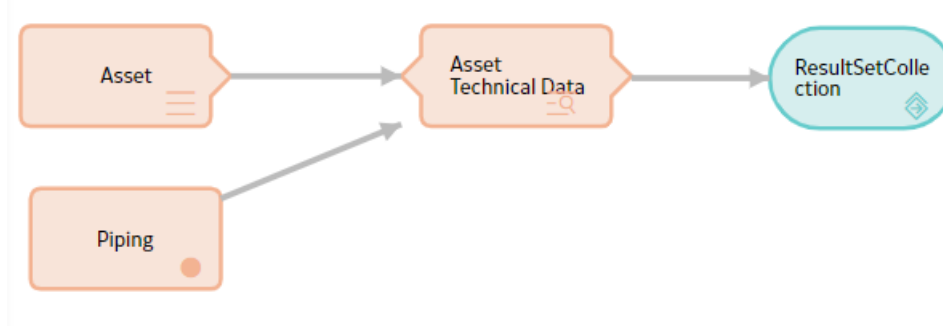 Asset
Asset
Technical Data
ResultSetColle
ction
Piping